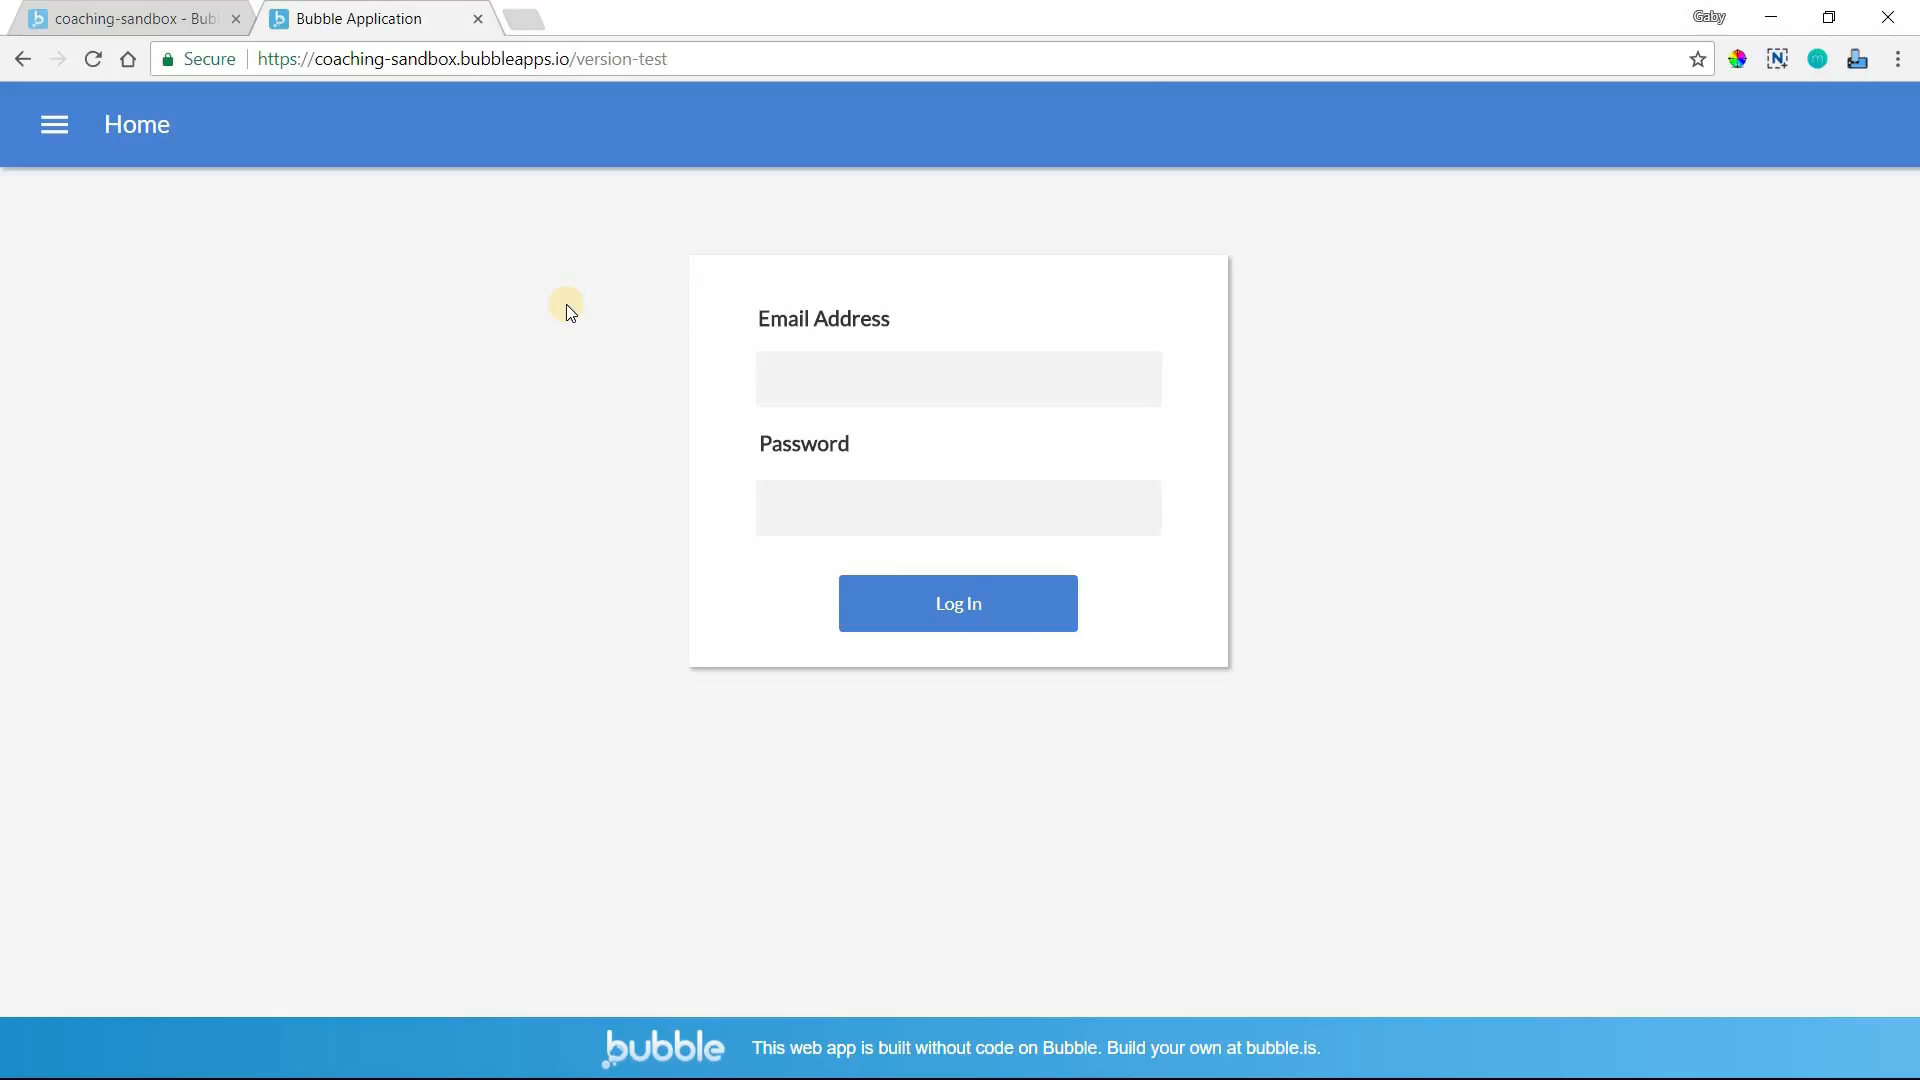 coaching-sandbox - Bub
Bubble Application
Gaby
Secure
https://coaching-sandbox.bubbleapps.io/version-test
Home
Email Address
Password
Log In
bubble
This web app is built without code on Bubble. Build your own at bubble.is.